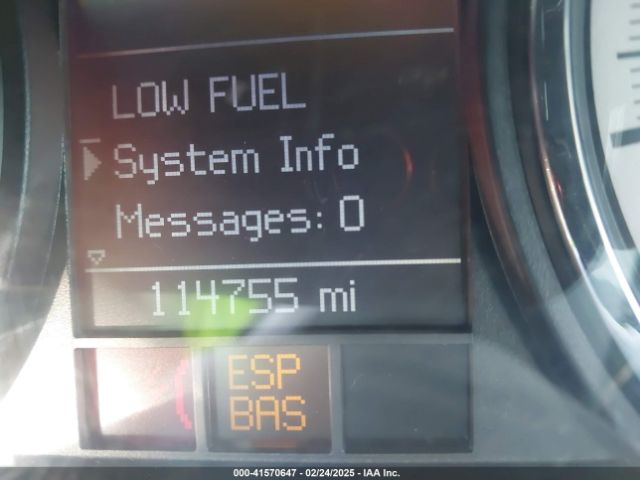 LOW FUEL
System Info
Messages: 0
114755 mi
ESP
BAS
000-41570647 - 02/24/2025 - IAA Inc.